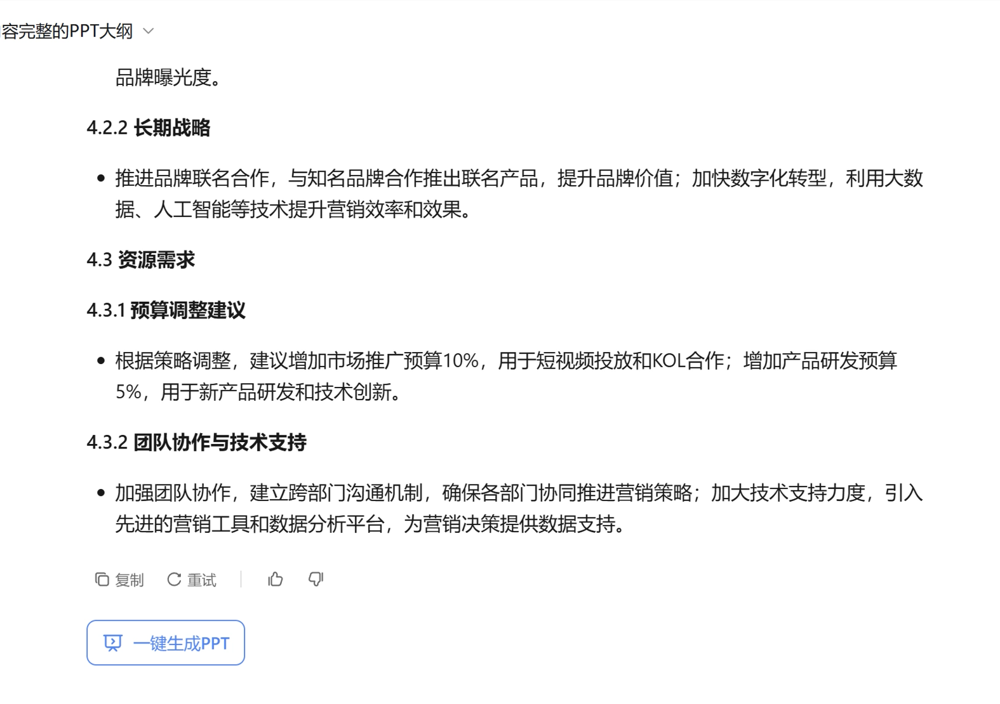 容完整的PPT大纲
品牌曝光度。
4.2.2 长期战略
推进品牌联名合作，与知名品牌合作推出联名产品，提升品牌价值；加快数字化转型，利用大数
据、人工智能等技术提升营销效率和效果。
4.3 资源需求
4.3.1 预算调整建议
根据策略调整，建议增加市场推广预算10%，用于短视频投放和KOL合作；增加产品研发预算
5%，用于新产品研发和技术创新。
4.3.2 团队协作与技术支持
加强团队协作，建立跨部门沟通机制，确保各部门协同推进营销策略；加大技术支持力度，引入
先进的营销工具和数据分析平台，为营销决策提供数据支持。
复制 重试
一键生成PPT